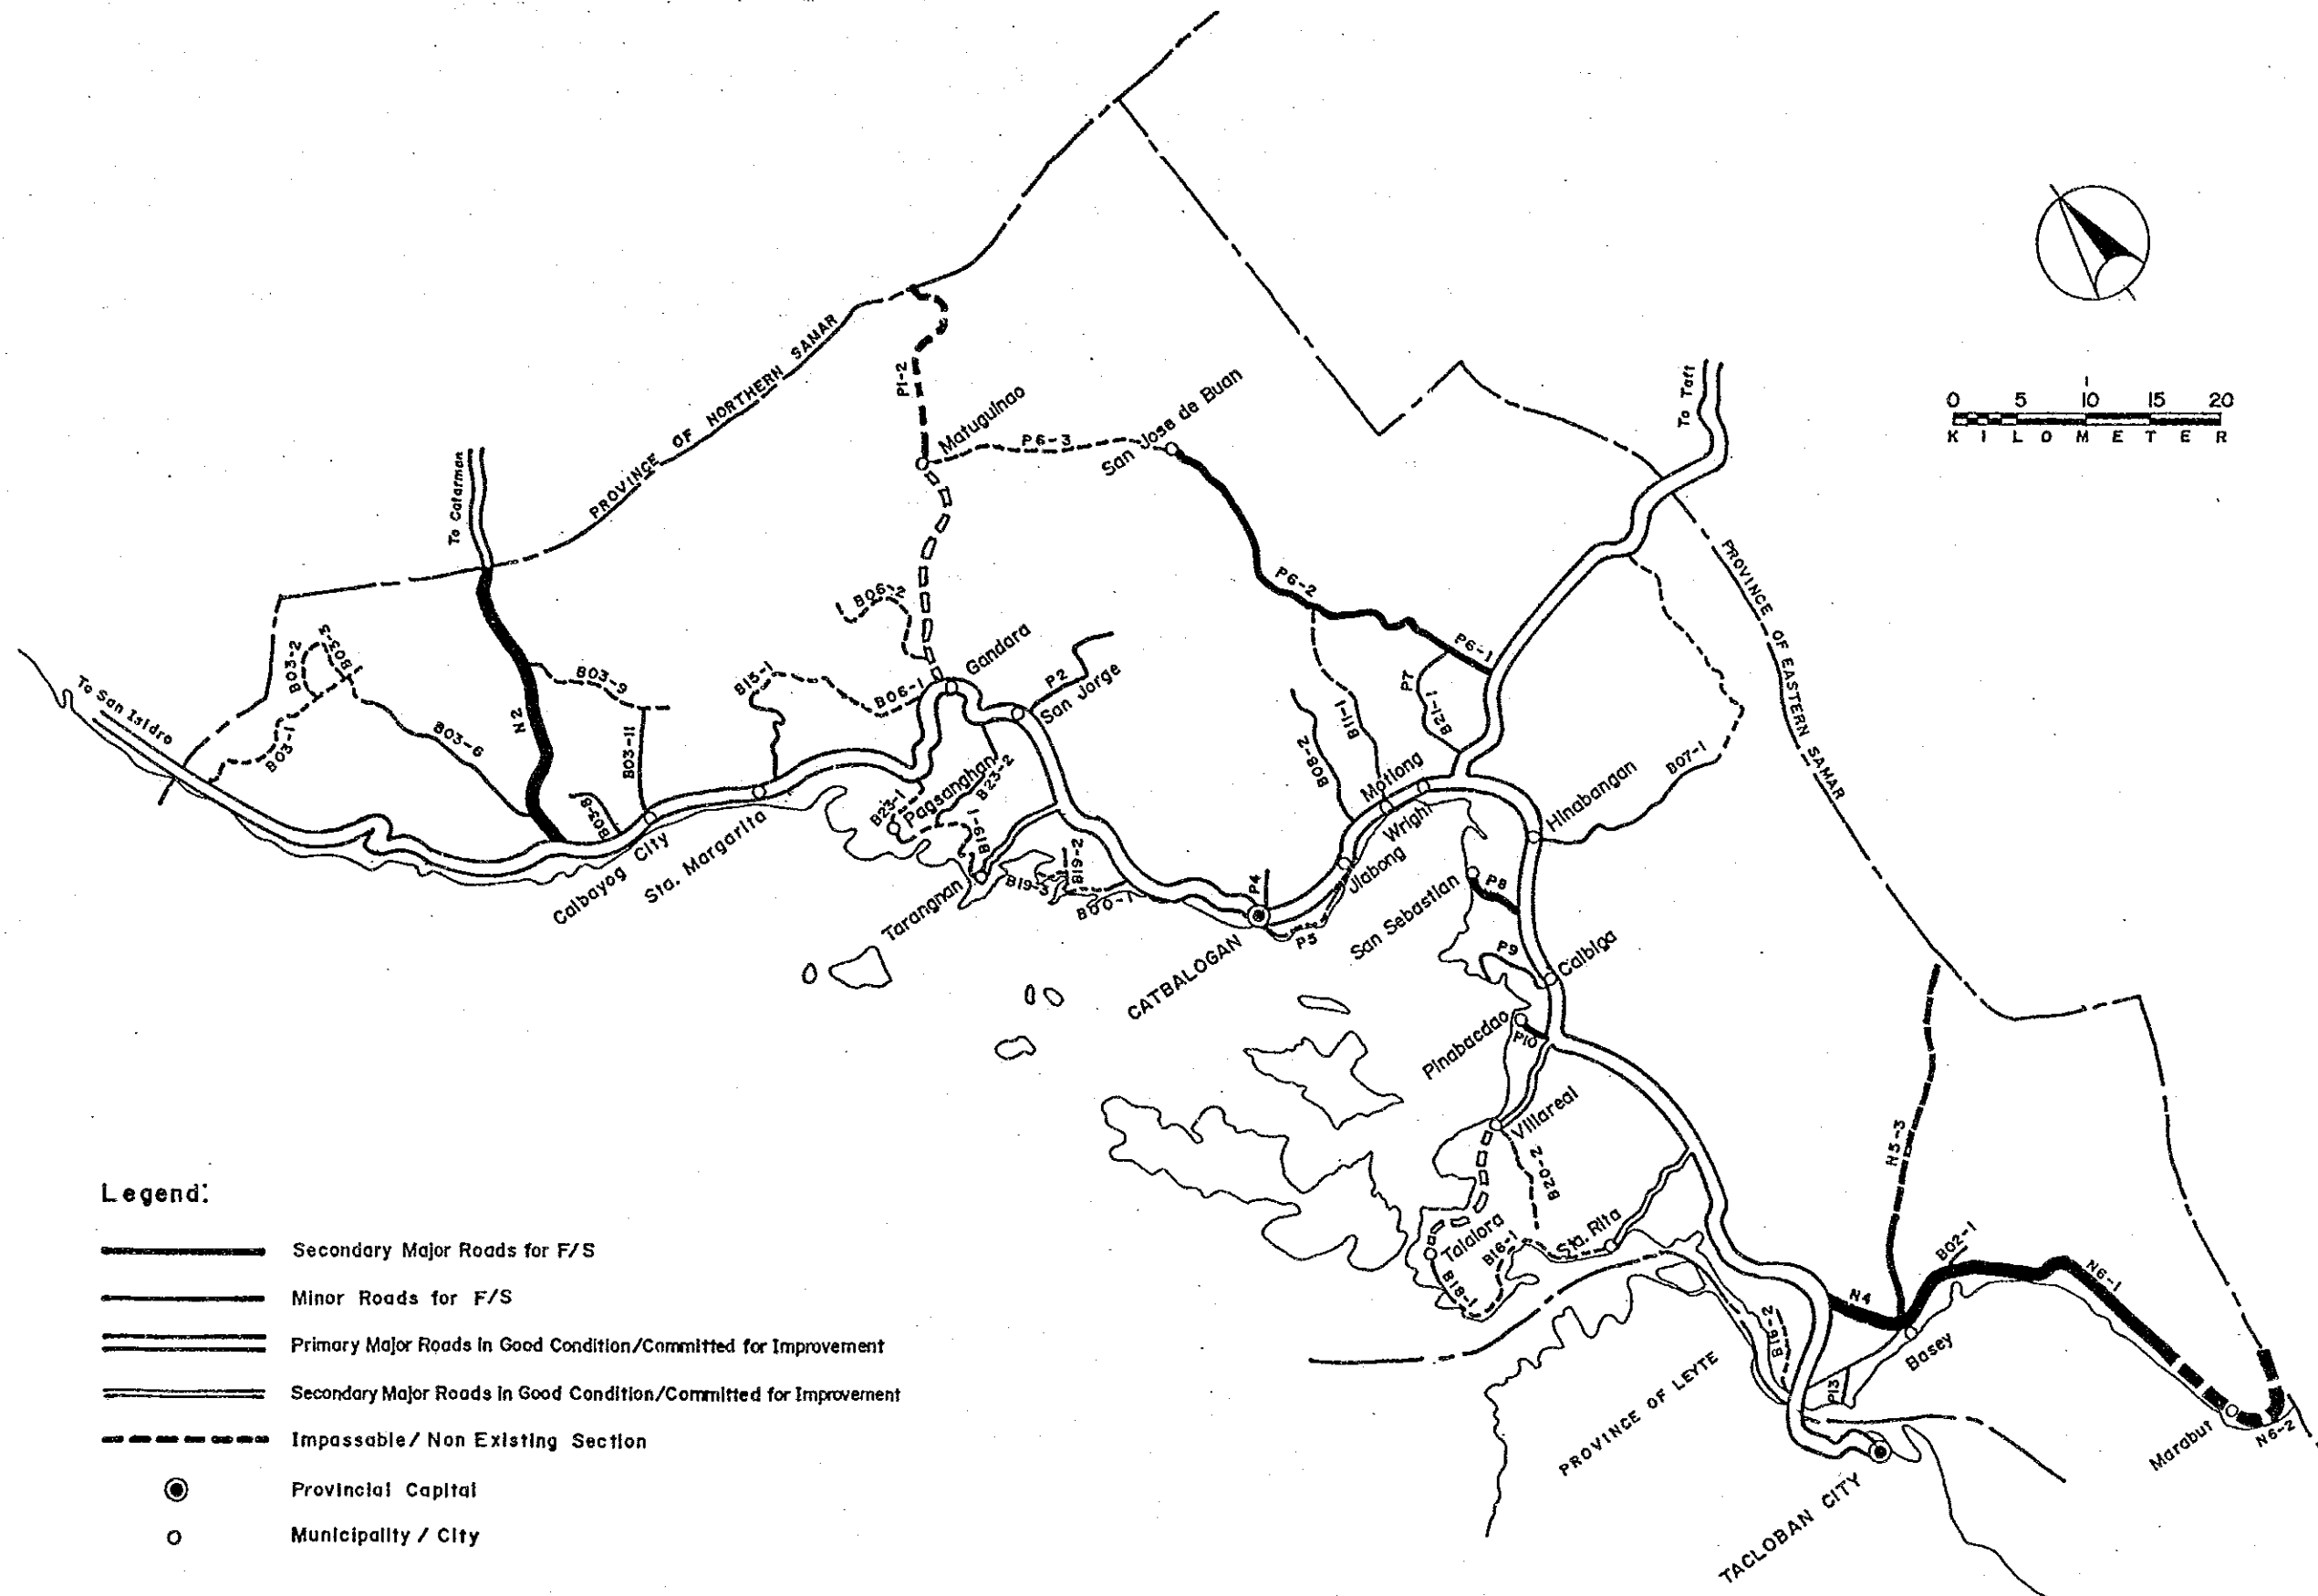 To Taft
0 5 10 15 20
KILOMETER
P1-2
Matuguinao
P6-3
San Jose de Buan
PROVINCE OF NORTHERN SAMAR
To Catarman
PROVINCE OF EASTERN SAMAR
P6-2
P6-1
P7
B21-1
B11-1
B08-2
B07-1
B06-2
Gandara
P2
San Jorge
B15-1
B06-1
B03-2
B03-5
B03-9
B03-1
B03-6
N2
B03-11
B03-8
To San Isidro
Calbayog City
Sta. Margarita
B23-1
Pagsanghan
B23-2
B19-1
Tarangnan
B19-3
B19-2
B00-1
P4
CATBALOGAN
P5
Jiabong
Motiong
Wright
Hinabangan
San Sebastian
P8
P9
Calbiga
Pinabacdao
P10
Villareal
B20-2
Talalora
B16-1
Sta. Rita
B18-1
N5-3
B02-1
N6-1
N4
Basey
B16-2
P13
Marabut
N6-2
PROVINCE OF LEYTE
TACLOBAN CITY
Legend:
Secondary Major Roads for F/S
Minor Roads for F/S
Primary Major Roads in Good Condition/Committed for Improvement
Secondary Major Roads in Good Condition/Committed for Improvement
Impassable/ Non Existing Section
Provincial Capital
Municipality / City